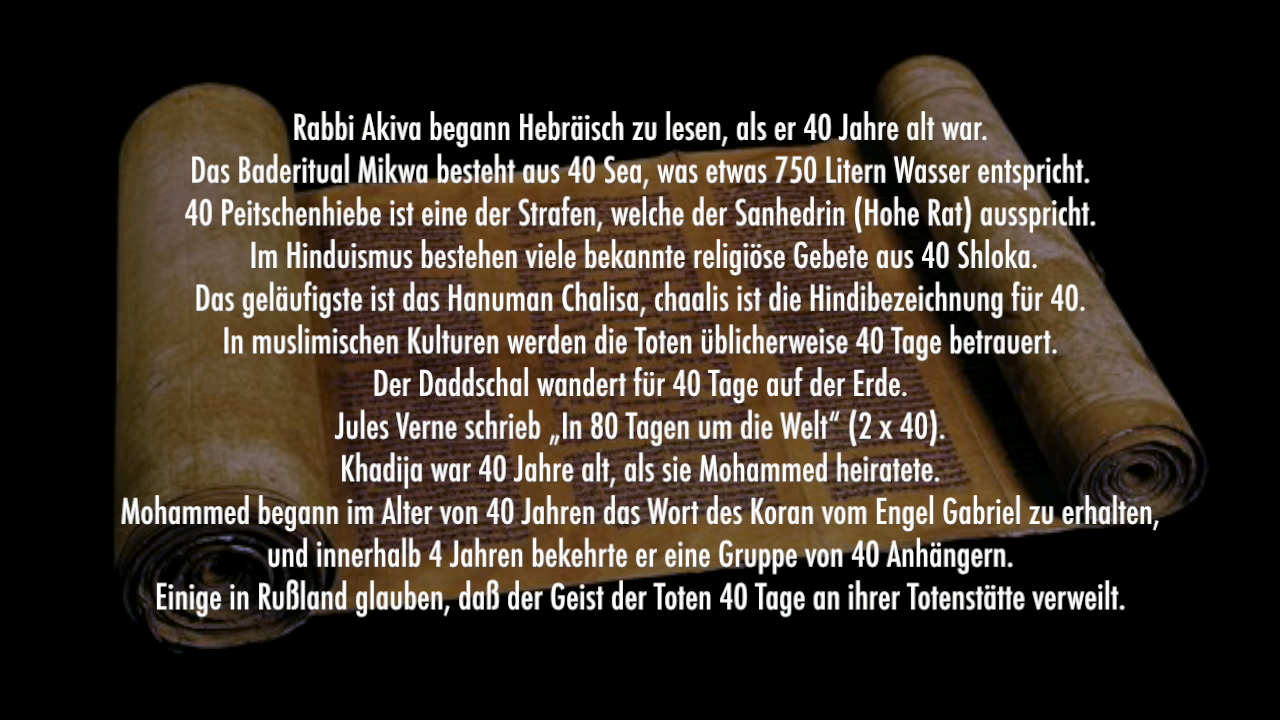 Rabbi Akiva begann Hebräisch zu lesen, als er 40 Jahre alt war.
Das Baderitual Mikwa besteht aus 40 Sea, was etwas 750 Litern Wasser entspricht.
40 Peitschenhiebe ist eine der Strafen, welche der Sanhedrin (Hohe Rat) ausspricht.
Im Hinduismus bestehen viele bekannte religiöse Gebete aus 40 Shloka.
Das geläufigste ist das Hanuman Chalisa, chaalis ist die Hindibezeichnung für 40.
In muslimischen Kulturen werden die Toten üblicherweise 40 Tage betrauert.
Der Daddschal wandert für 40 Tage auf der Erde.
Jules Verne schrieb „In 80 Tagen um die Welt“ (2 x 40).
Khadija war 40 Jahre alt, als sie Mohammed heiratete.
Mohammed begann im Alter von 40 Jahren das Wort des Koran vom Engel Gabriel zu erhalten,
und innerhalb 4 Jahren bekehrte er eine Gruppe von 40 Anhängern.
Einige in Rußland glauben, daß der Geist der Toten 40 Tage an ihrer Totenstätte verweilt.